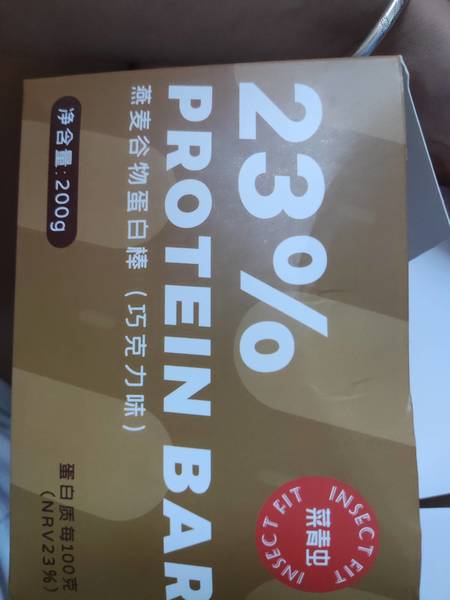 23%
PROTEIN BAR
燕麦谷物蛋白棒（巧克力味）
净含量: 200g
INSECT FIT
菜青虫
INSECT FIT
蛋白质每100克
(NRV23%)